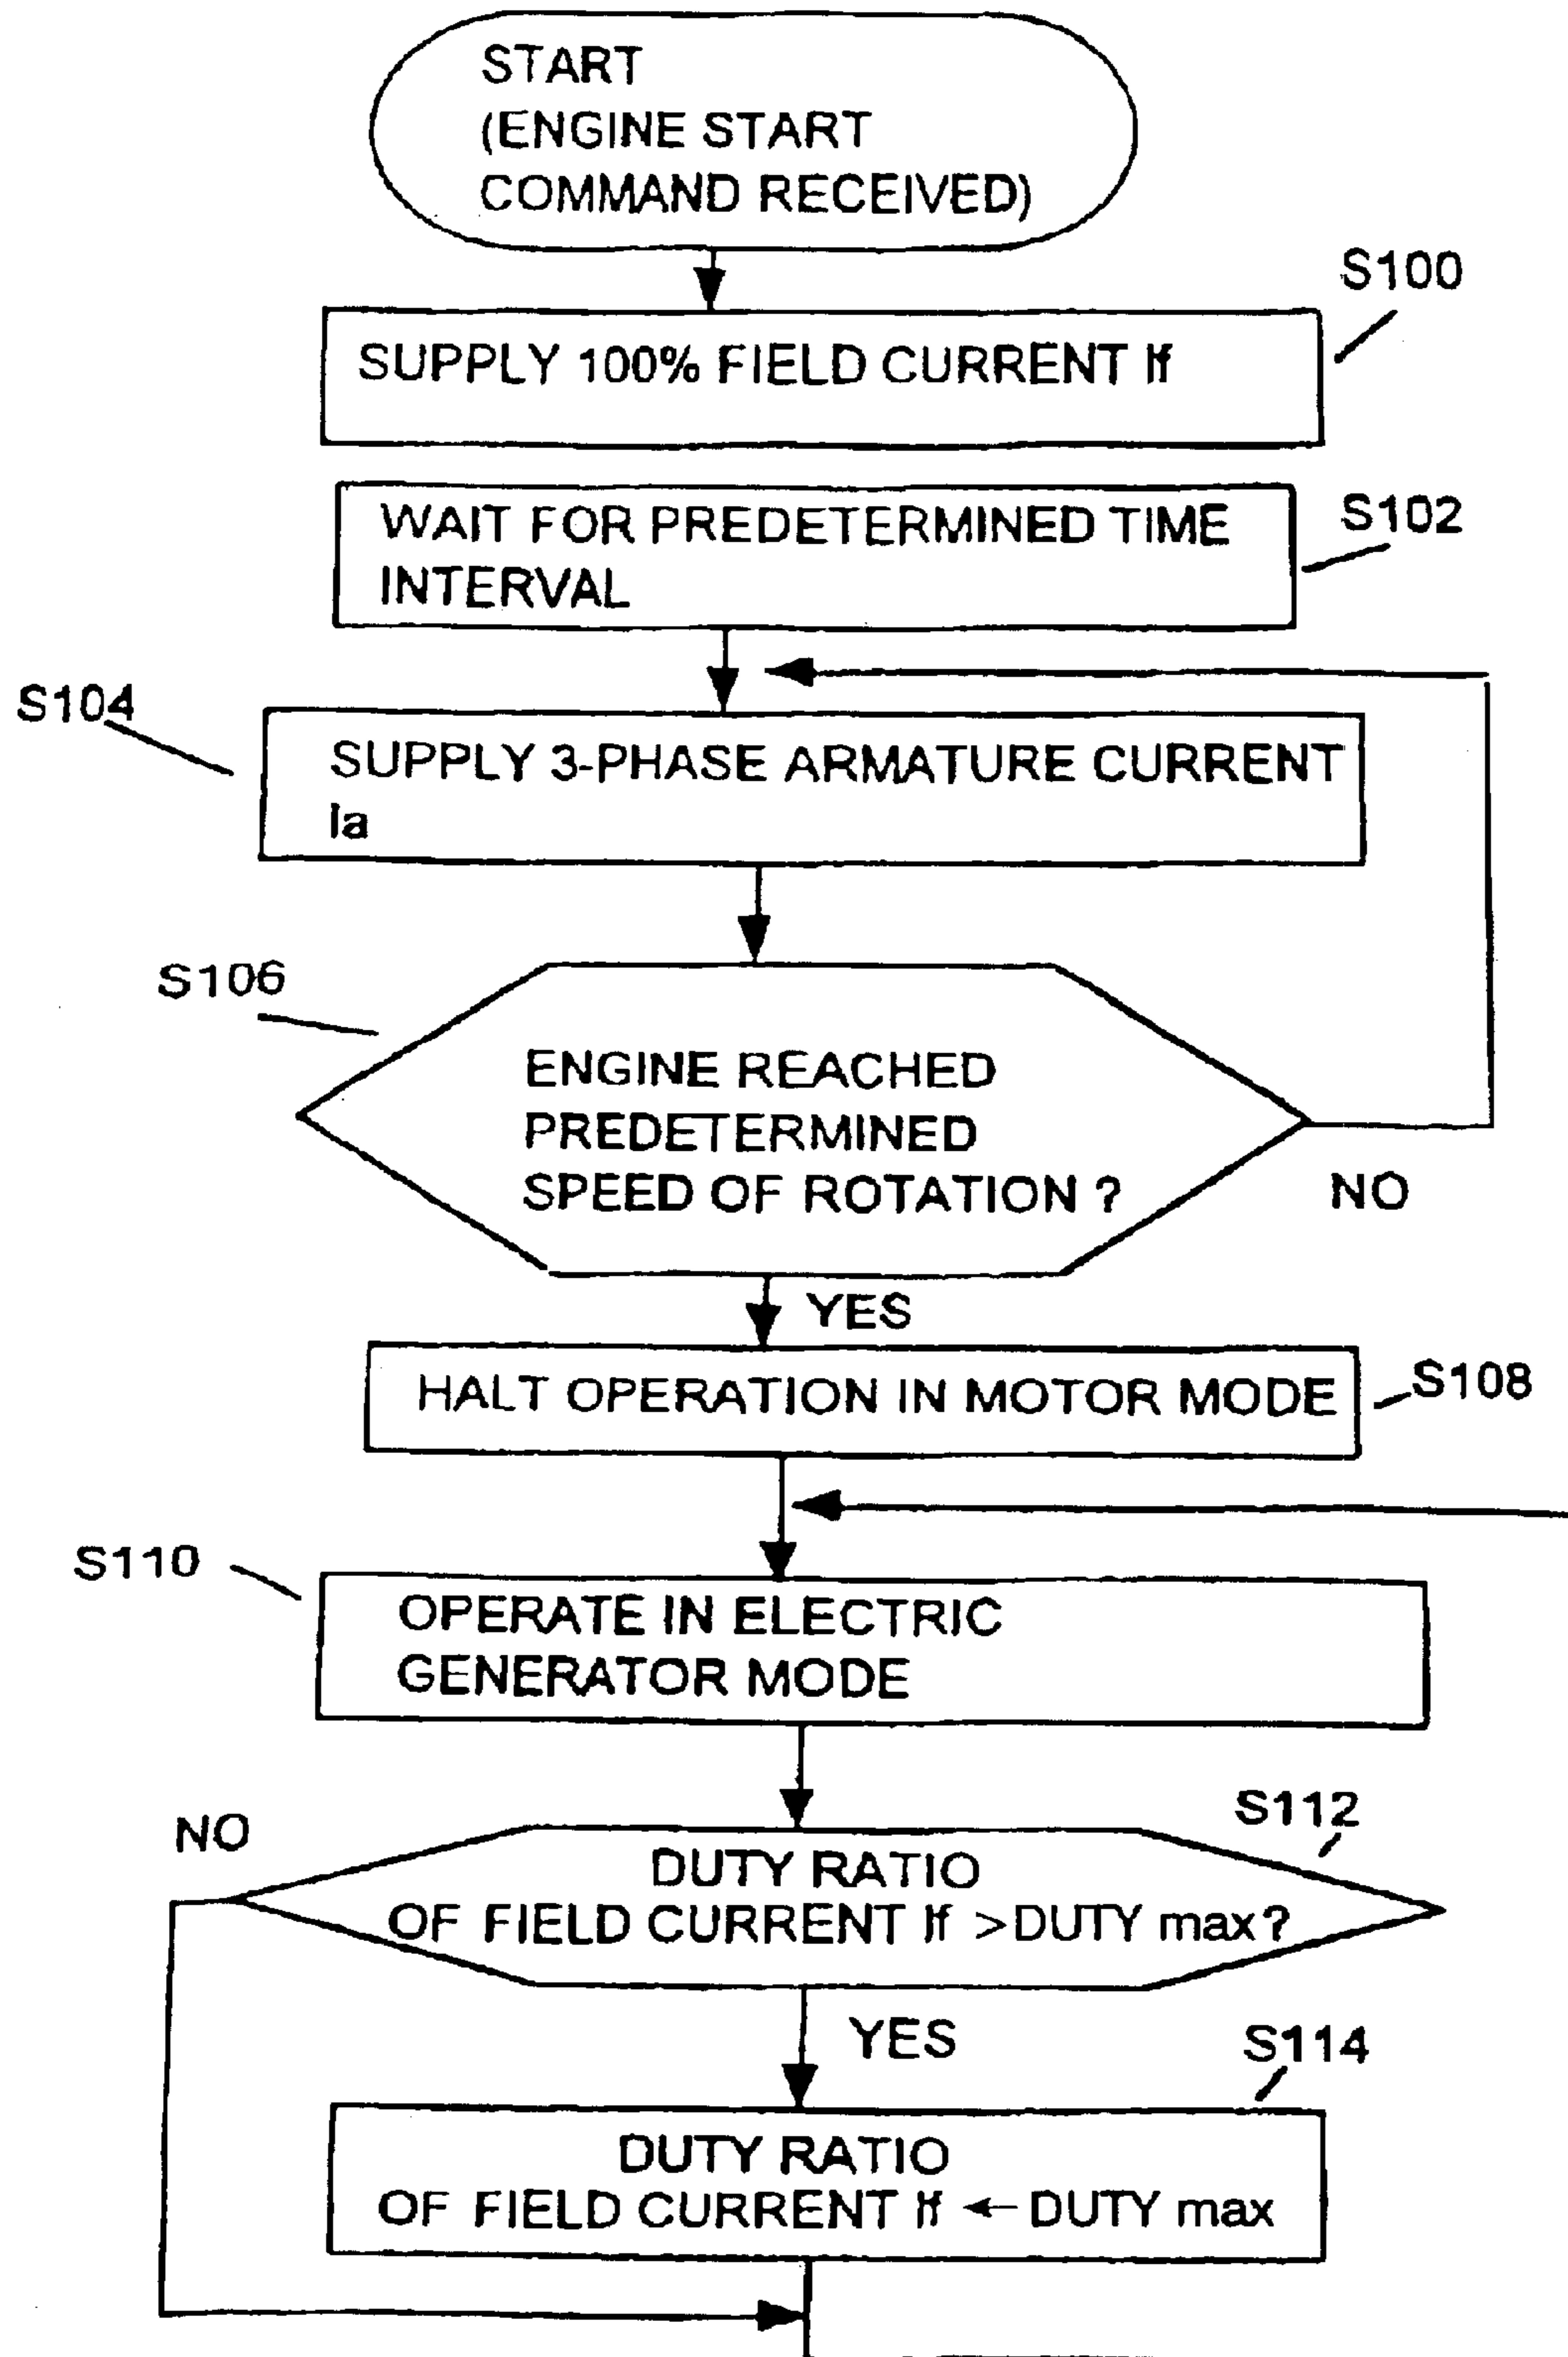 START
(ENGINE START
COMMAND RECEIVED)
S100
SUPPLY 100% FIELD CURRENT If
WAIT FOR PREDETERMINED TIME
INTERVAL
S102
S104
SUPPLY 3-PHASE ARMATURE CURRENT
Ia
S106
ENGINE REACHED
PREDETERMINED
SPEED OF ROTATION ?
NO
YES
HALT OPERATION IN MOTOR MODE
S108
S110
OPERATE IN ELECTRIC
GENERATOR MODE
NO
S112
DUTY RATIO
OF FIELD CURRENT If >DUTY max?
YES
S114
DUTY RATIO
OF FIELD CURRENT If ← DUTY max